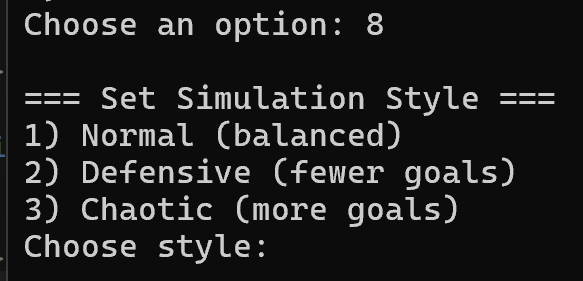 Choose an option: 8
=== Set Simulation Style ===
1) Normal (balanced)
2) Defensive (fewer goals)
3) Chaotic (more goals)
Choose style: